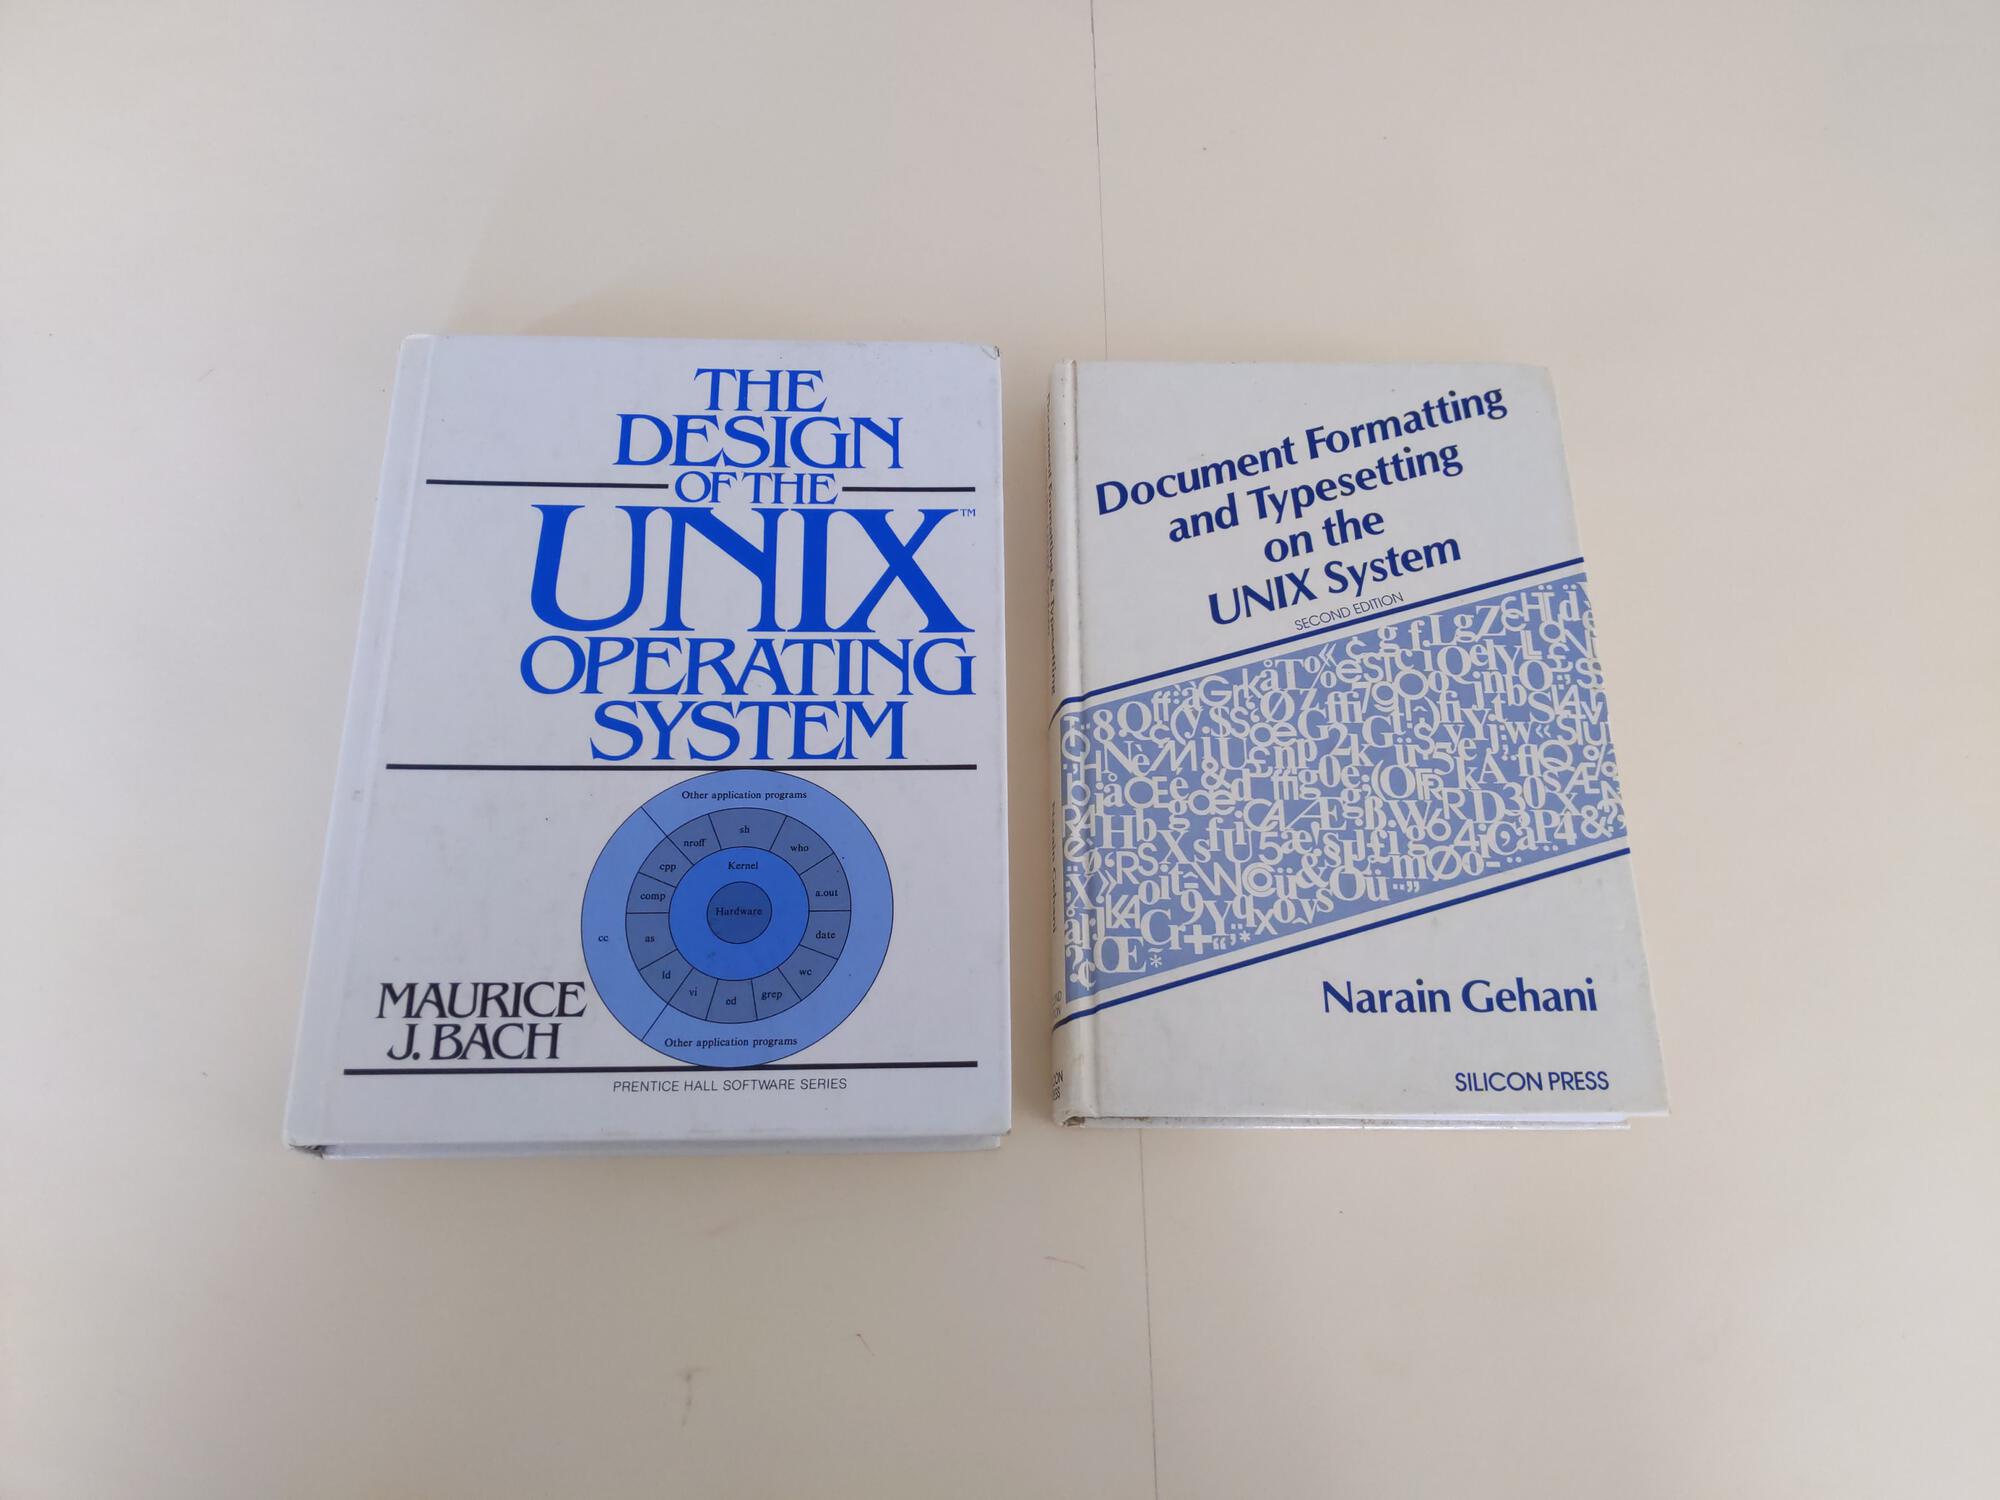 THE
DESIGN
OF THE
UNIX™
OPERATING
SYSTEM
Other application programs
sh
nroff
who
cpp
Kernel
comp
a.out
Hardware
cc
as
date
ld
wc
vi
ed
grep
Other application programs
MAURICE
J. BACH
PRENTICE HALL SOFTWARE SERIES
Document Formatting
and Typesetting
on the
UNIX System
SECOND EDITION
Narain Gehani
SILICON PRESS